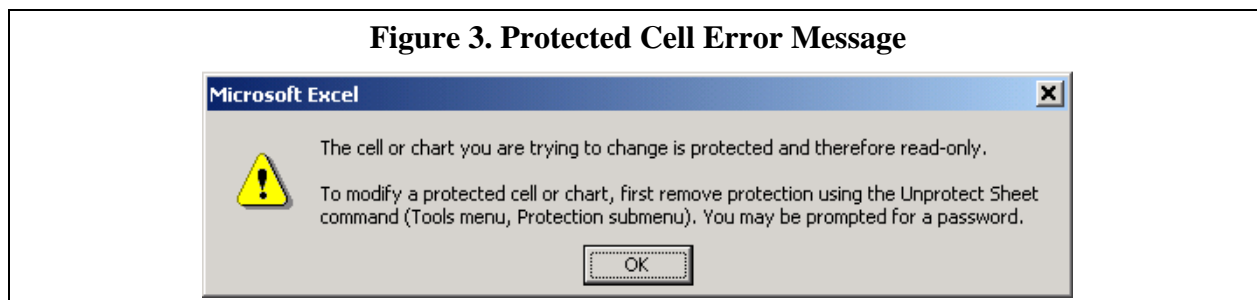 Figure 3. Protected Cell Error Message
Microsoft Excel
The cell or chart you are trying to change is protected and therefore read-only.
To modify a protected cell or chart, first remove protection using the Unprotect Sheet
command (Tools menu, Protection submenu). You may be prompted for a password.
OK